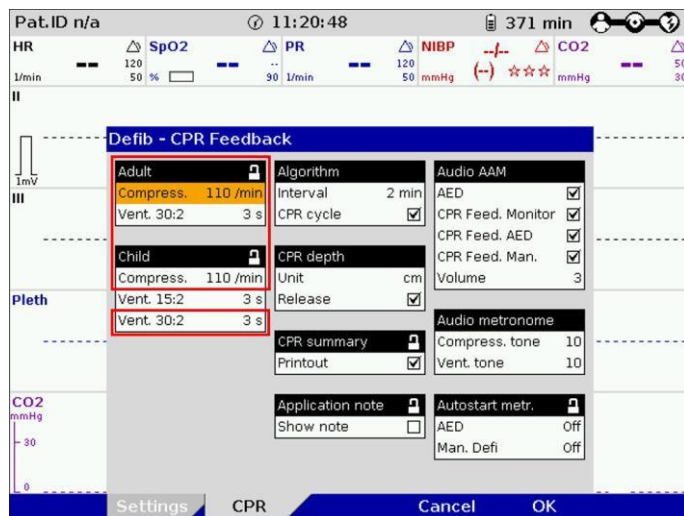 Pat.ID n/a 11:20:48 371 min
HR 120 50 1/min --
SpO2 -- % 90
PR 120 50 1/min --
NIBP --/-- (--) ☆☆☆ mmHg
CO2 -- mmHg
II
1mV
III
Pleth
CO2
mmHg
30
0
Defib - CPR Feedback
Adult
Compress. 110 /min
Vent. 30:2 3 s
Child
Compress. 110 /min
Vent. 15:2 3 s
Vent. 30:2 3 s
Algorithm
Interval 2 min
CPR cycle
CPR depth
Unit cm
Release
CPR summary
Printout
Application note
Show note
Audio AAM
AED
CPR Feed. Monitor
CPR Feed. AED
CPR Feed. Man.
Volume 3
Audio metronome
Compress. tone 10
Vent. tone 10
Autostart metr.
AED Off
Man. Defi Off
Settings CPR Cancel OK